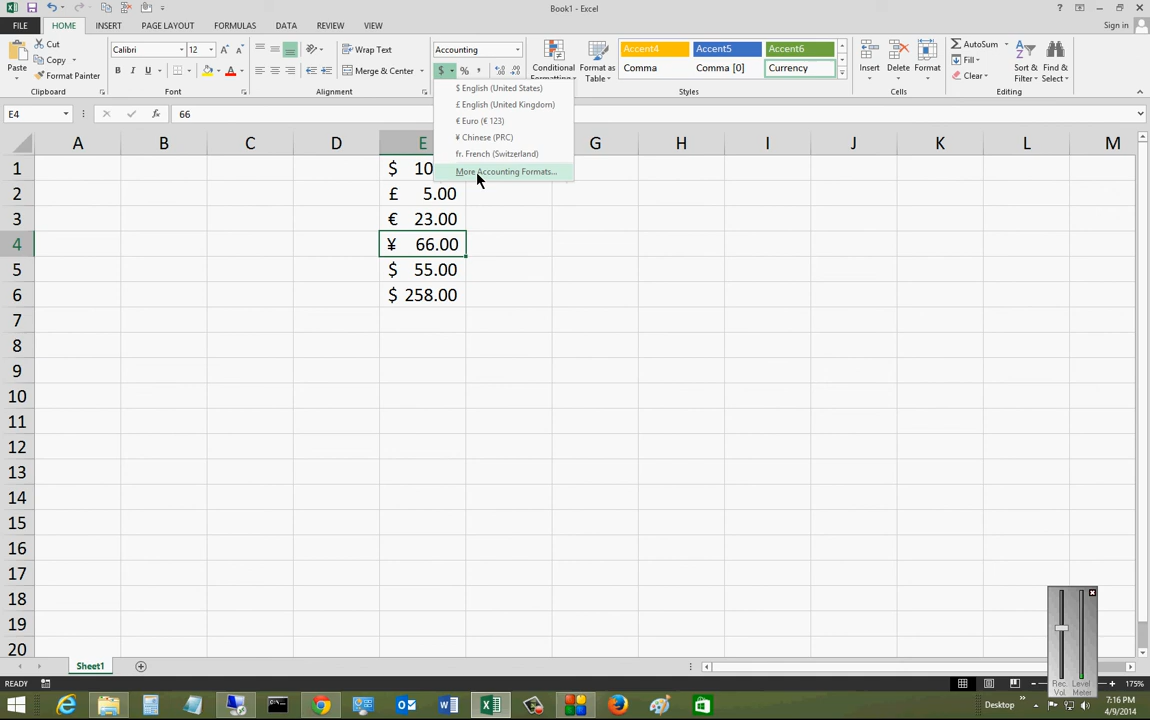 Book1 - Excel
FILE HOME INSERT PAGE LAYOUT FORMULAS DATA REVIEW VIEW Sign in
Paste Cut Copy Format Painter Clipboard
Calibri 12 B I U Font
Wrap Text Merge & Center Alignment
Accounting $ % ,
Conditional Formatting Format as Table
Accent4 Accent5 Accent6
Comma Comma [0] Currency
Styles
Insert Delete Format Cells
AutoSum Fill Clear Sort & Filter Find & Select Editing
$ English (United States)
£ English (United Kingdom)
€ Euro (€ 123)
¥ Chinese (PRC)
fr. French (Switzerland)
More Accounting Formats...
E4 fx 66
A B C D E G H I J K L M
1 $ 10
2 £ 5.00
3 € 23.00
4 ¥ 66.00
5 $ 55.00
6 $ 258.00
7
8
9
10
11
12
13
14
15
16
17
18
19
20
Sheet1
READY 175%
Rec Vol Level Meter
Desktop 7:16 PM
4/9/2014